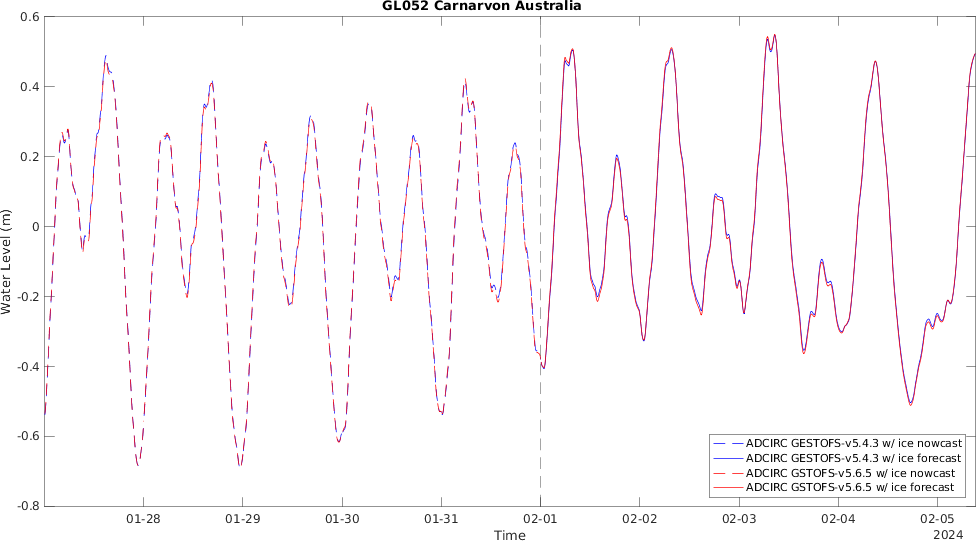 GL052 Carnarvon Australia
0.6
0.4
0.2
0
-0.2
-0.4
-0.6
-0.8
Water Level (m)
ADCIRC GESTOFS-v5.4.3 w/ ice nowcast
ADCIRC GESTOFS-v5.4.3 w/ ice forecast
ADCIRC GSTOFS-v5.6.5 w/ ice nowcast
ADCIRC GSTOFS-v5.6.5 w/ ice forecast
01-28 01-29 01-30 01-31 02-01 02-02 02-03 02-04 02-05
Time 2024